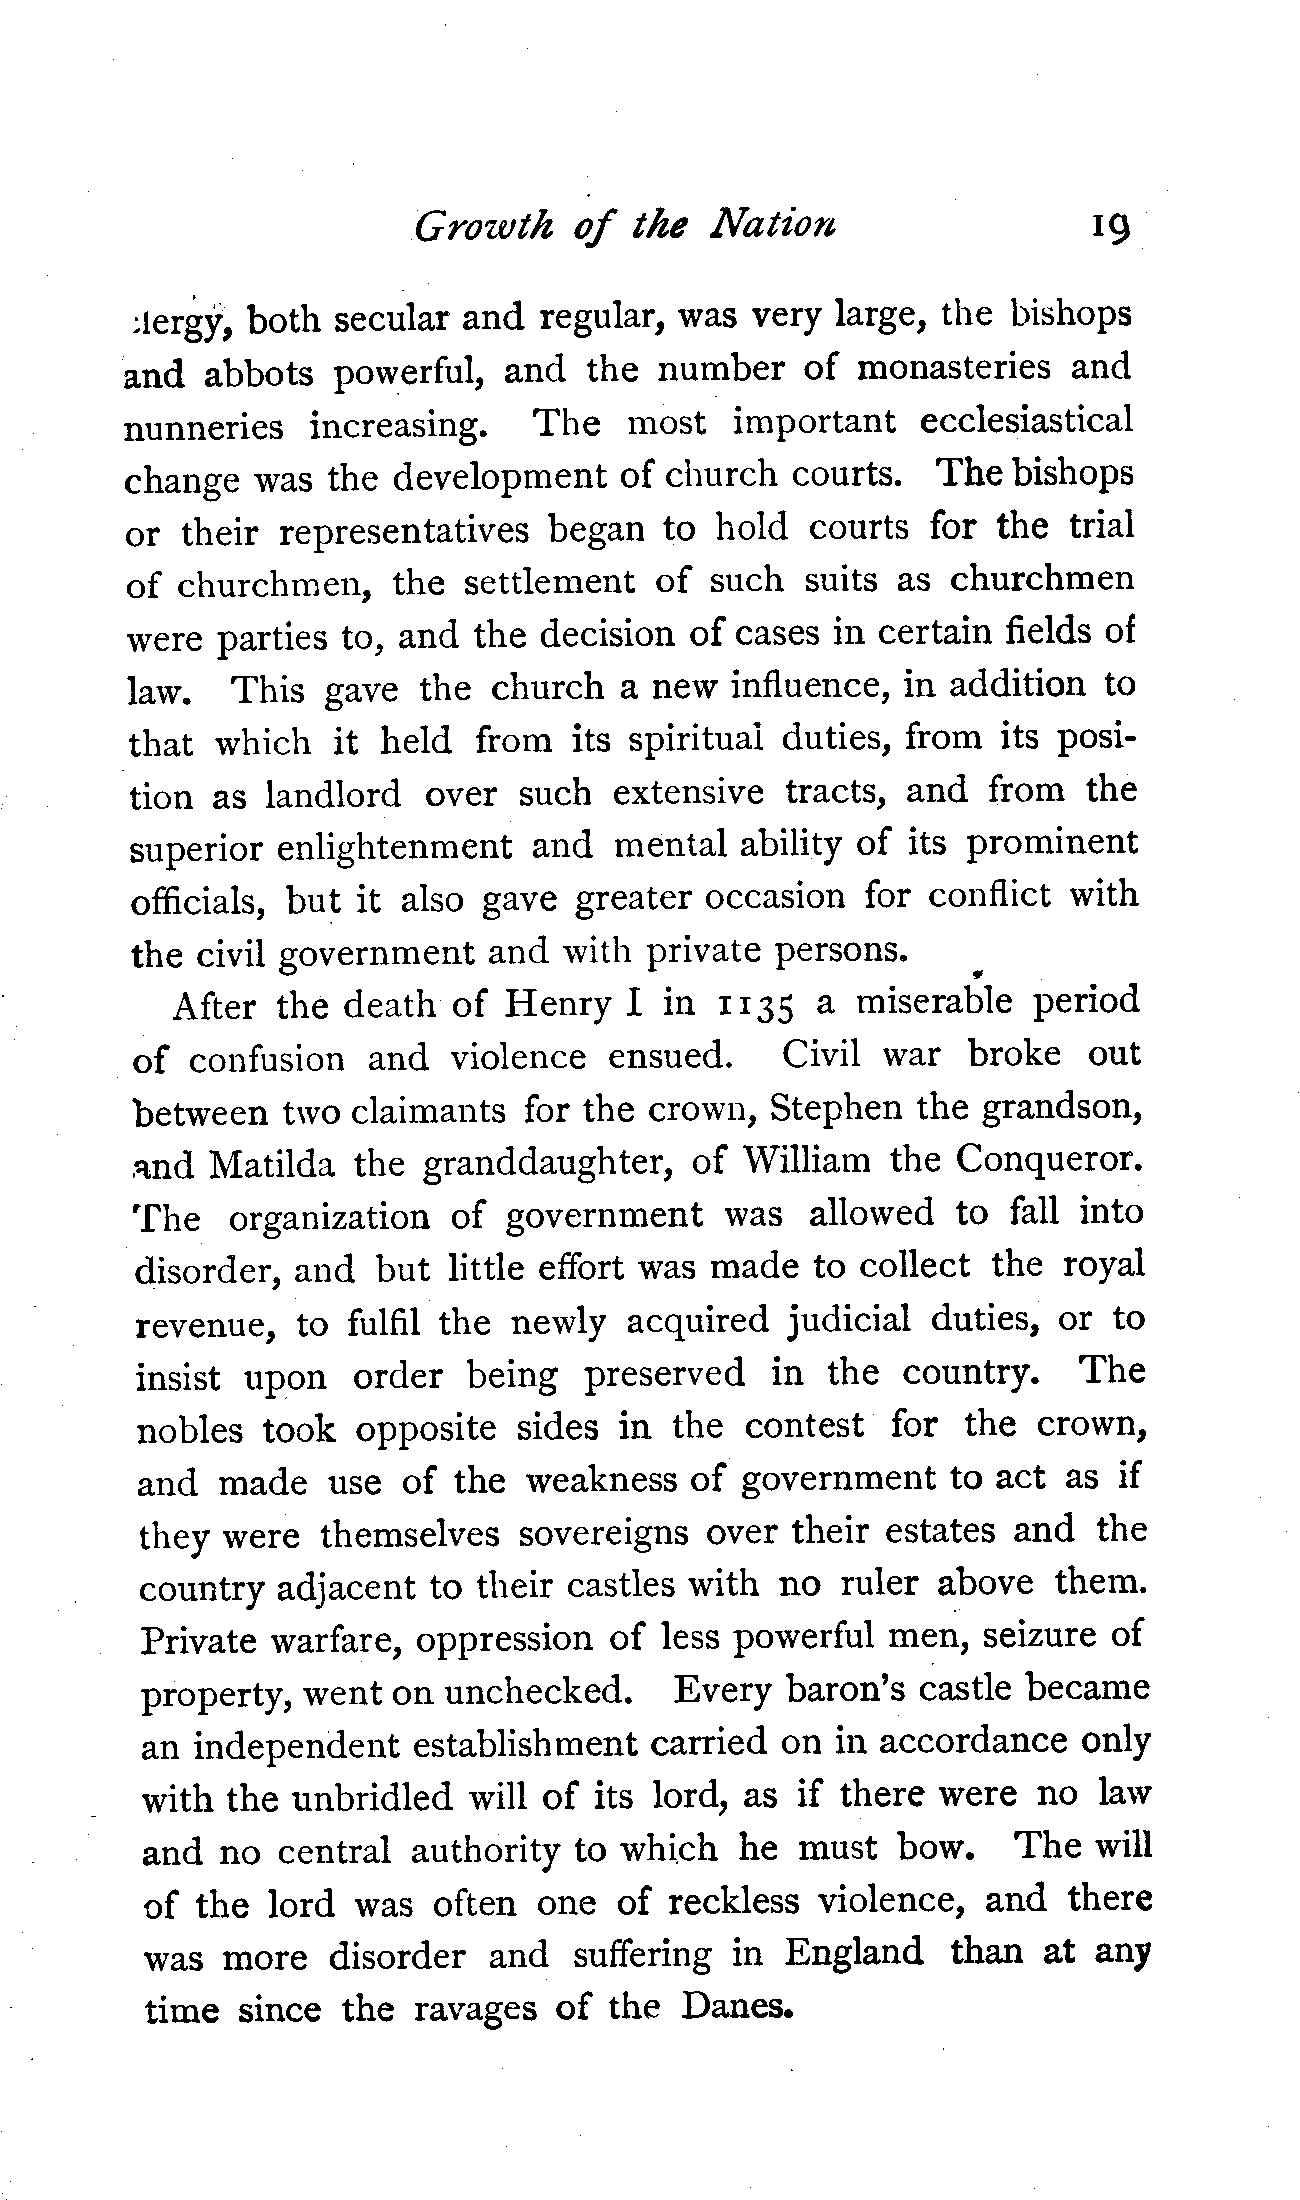 Growth of the Nation 19
clergy, both secular and regular, was very large, the bishops
and abbots powerful, and the number of monasteries and
nunneries increasing. The most important ecclesiastical
change was the development of church courts. The bishops
or their representatives began to hold courts for the trial
of churchmen, the settlement of such suits as churchmen
were parties to, and the decision of cases in certain fields of
law. This gave the church a new influence, in addition to
that which it held from its spiritual duties, from its posi-
tion as landlord over such extensive tracts, and from the
superior enlightenment and mental ability of its prominent
officials, but it also gave greater occasion for conflict with
the civil government and with private persons.
After the death of Henry I in 1135 a miserable period
of confusion and violence ensued. Civil war broke out
between two claimants for the crown, Stephen the grandson,
and Matilda the granddaughter, of William the Conqueror.
The organization of government was allowed to fall into
disorder, and but little effort was made to collect the royal
revenue, to fulfil the newly acquired judicial duties, or to
insist upon order being preserved in the country. The
nobles took opposite sides in the contest for the crown,
and made use of the weakness of government to act as if
they were themselves sovereigns over their estates and the
country adjacent to their castles with no ruler above them.
Private warfare, oppression of less powerful men, seizure of
property, went on unchecked. Every baron's castle became
an independent establishment carried on in accordance only
with the unbridled will of its lord, as if there were no law
and no central authority to which he must bow. The will
of the lord was often one of reckless violence, and there
was more disorder and suffering in England than at any
time since the ravages of the Danes.